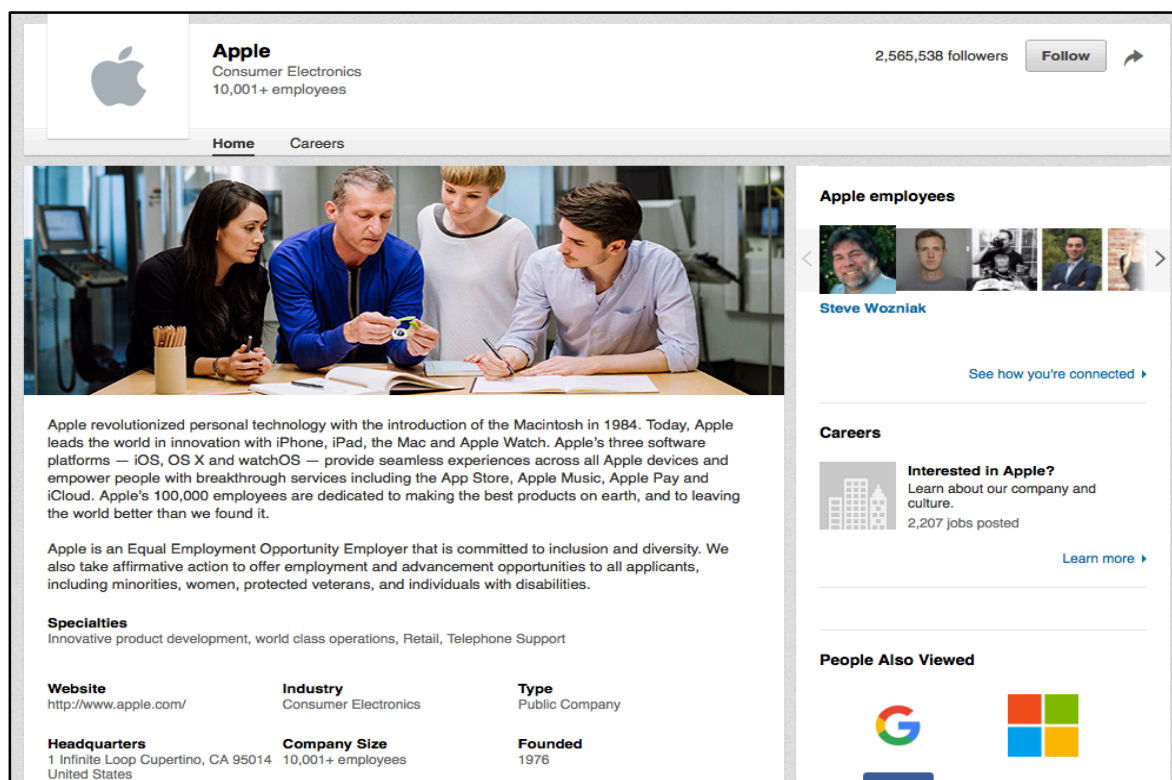 Apple
Consumer Electronics
10,001+ employees
2,565,538 followers
Follow
Home
Careers
Apple revolutionized personal technology with the introduction of the Macintosh in 1984. Today, Apple
leads the world in innovation with iPhone, iPad, the Mac and Apple Watch. Apple's three software
platforms — iOS, OS X and watchOS — provide seamless experiences across all Apple devices and
empower people with breakthrough services including the App Store, Apple Music, Apple Pay and
iCloud. Apple's 100,000 employees are dedicated to making the best products on earth, and to leaving
the world better than we found it.
Apple is an Equal Employment Opportunity Employer that is committed to inclusion and diversity. We
also take affirmative action to offer employment and advancement opportunities to all applicants,
including minorities, women, protected veterans, and individuals with disabilities.
Specialties
Innovative product development, world class operations, Retail, Telephone Support
Website
http://www.apple.com/
Industry
Consumer Electronics
Type
Public Company
Headquarters
1 Infinite Loop Cupertino, CA 95014
United States
Company Size
10,001+ employees
Founded
1976
Apple employees
Steve Wozniak
See how you're connected
Careers
Interested in Apple?
Learn about our company and
culture.
2,207 jobs posted
Learn more
People Also Viewed